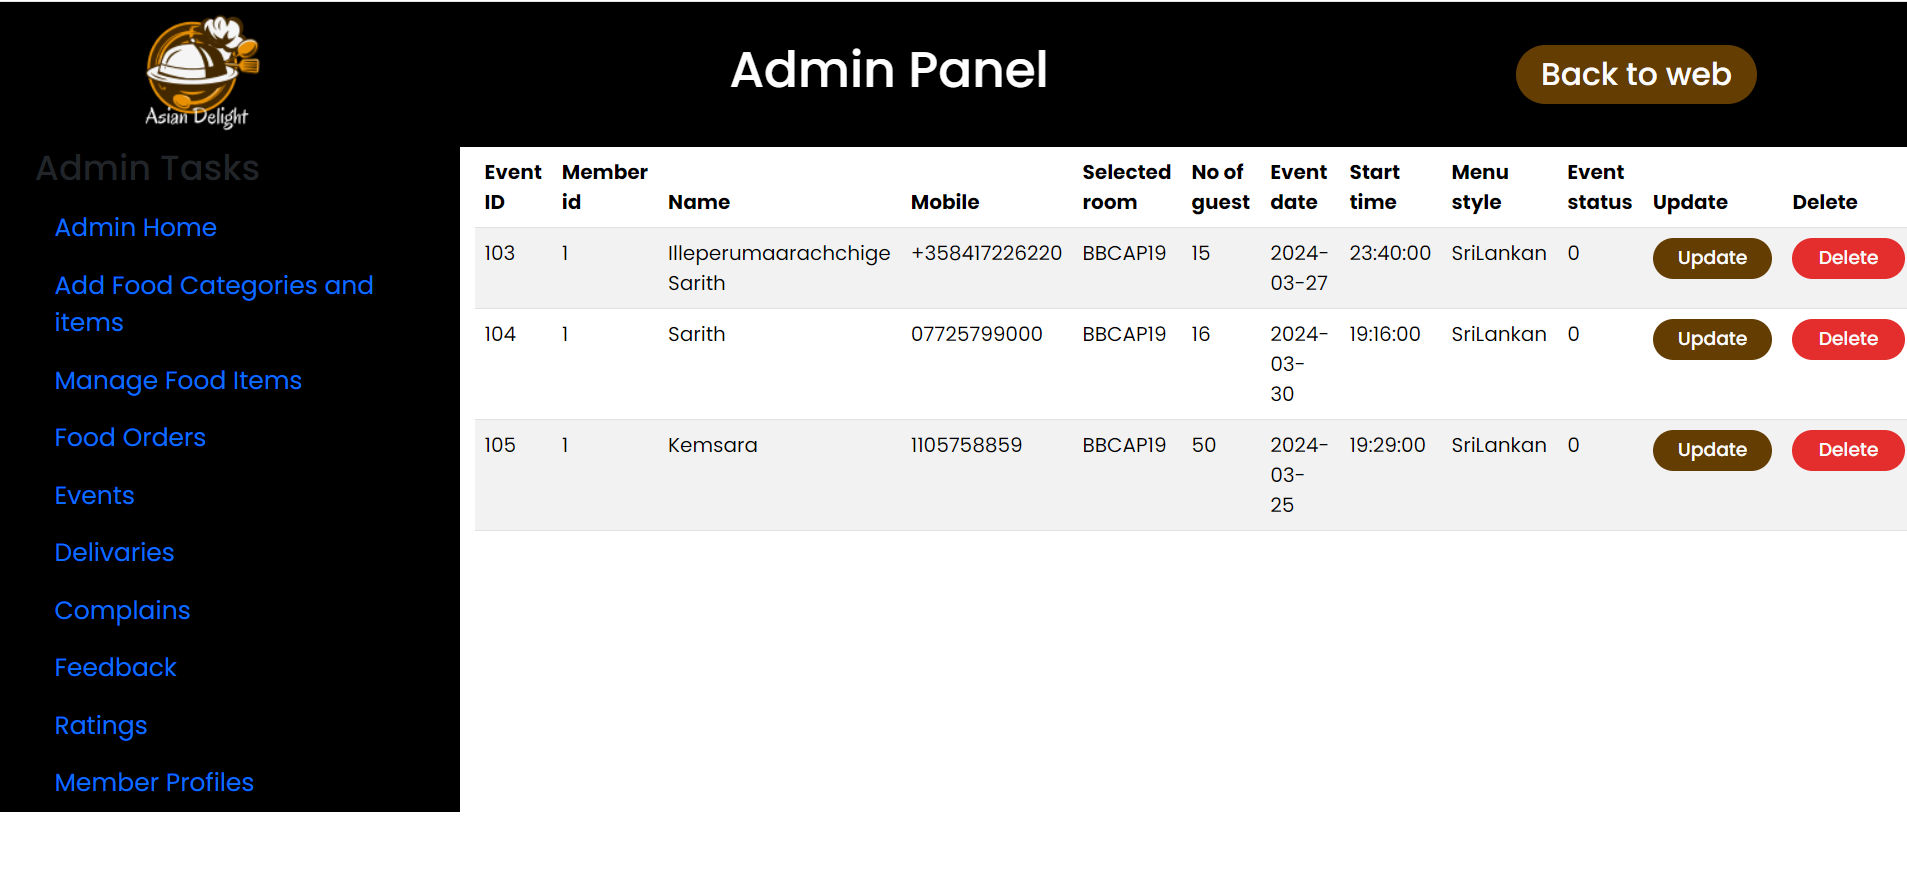 Asian Delight
Admin Panel
Back to web
Admin Tasks
Admin Home
Add Food Categories and
items
Manage Food Items
Food Orders
Events
Delivaries
Complains
Feedback
Ratings
Member Profiles
Event ID Member id Name Mobile Selected room No of guest Event date Start time Menu style Event status Update Delete
103 1 Illeperumaarachchige Sarith +358417226220 BBCAP19 15 2024-03-27 23:40:00 SriLankan 0 Update Delete
104 1 Sarith 07725799000 BBCAP19 16 2024-03-30 19:16:00 SriLankan 0 Update Delete
105 1 Kemsara 1105758859 BBCAP19 50 2024-03-25 19:29:00 SriLankan 0 Update Delete